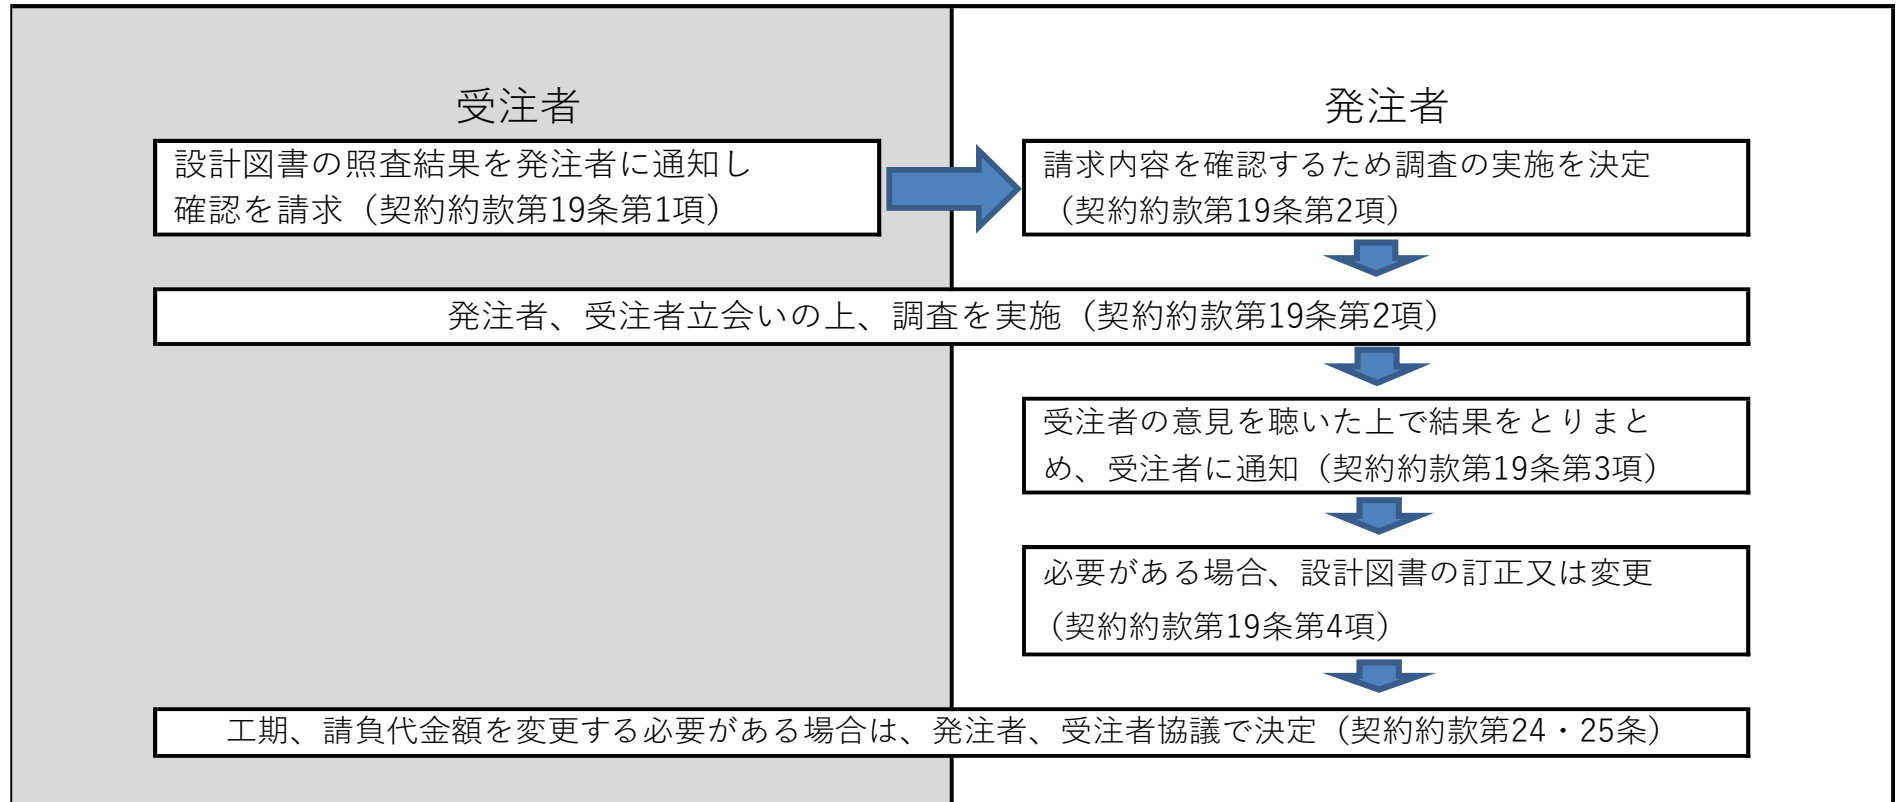 受注者
発注者
設計図書の照査結果を発注者に通知し
確認を請求（契約約款第19条第1項）
請求内容を確認するため調査の実施を決定
（契約約款第19条第2項）
発注者、受注者立会いの上、調査を実施（契約約款第19条第2項）
受注者の意見を聴いた上で結果をとりまと
め、受注者に通知（契約約款第19条第3項）
必要がある場合、設計図書の訂正又は変更
（契約約款第19条第4項）
工期、請負代金額を変更する必要がある場合は、発注者、受注者協議で決定（契約約款第24・25条）